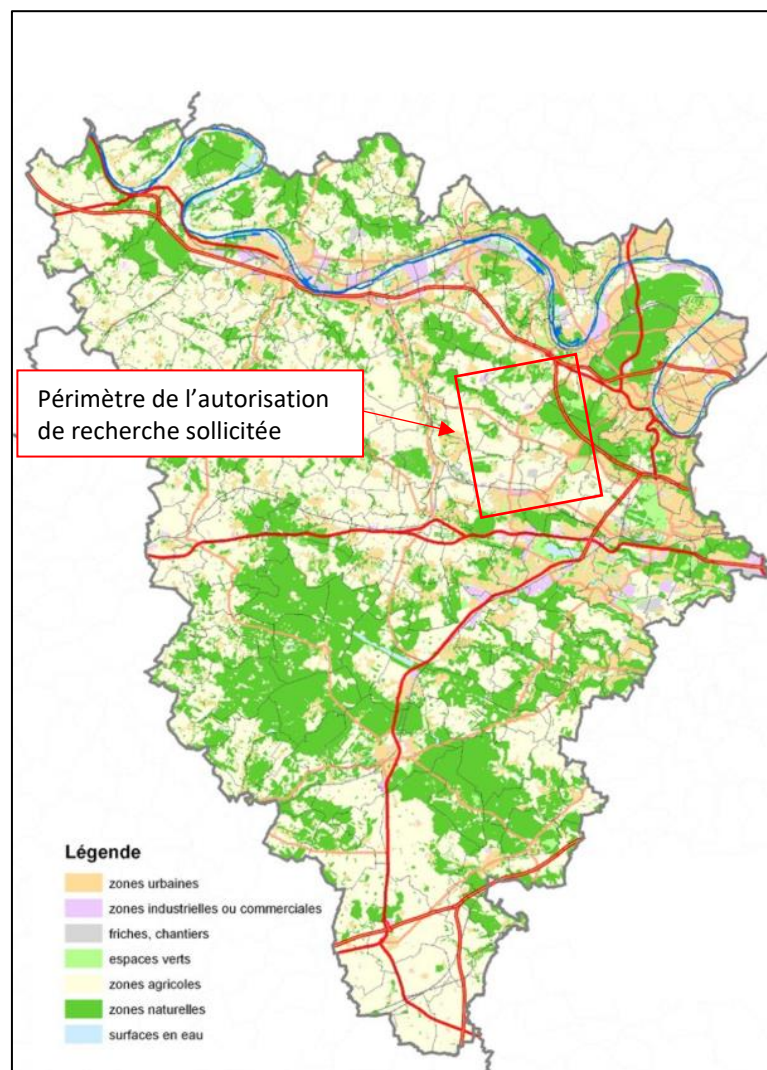 Périmètre de l’autorisation
de recherche sollicitée
Légende
zones urbaines
zones industrielles ou commerciales
friches, chantiers
espaces verts
zones agricoles
zones naturelles
surfaces en eau